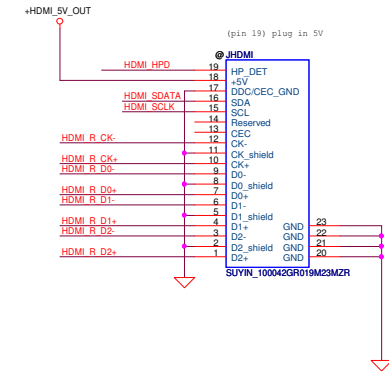 +HDMI_5V_OUT
(pin 19) plug in 5V
@ JHDMI
HDMI_HPD 19 HP_DET
18 +5V
17 DDC/CEC_GND
HDMI_SDATA 16 SDA
HDMI_SCLK 15 SCL
14 Reserved
13 CEC
HDMI_R_CK- 12 CK-
11 CK_shield
HDMI_R_CK+ 10 CK+
HDMI_R_D0- 9 D0-
8 D0_shield
HDMI_R_D0+ 7 D0+
HDMI_R_D1- 6 D1-
5 D1_shield
HDMI_R_D1+ 4 D1+ GND 23
HDMI_R_D2- 3 D2- GND 22
2 D2_shield GND 21
HDMI_R_D2+ 1 D2+ GND 20
SUYIN_100042GR019M23MZR